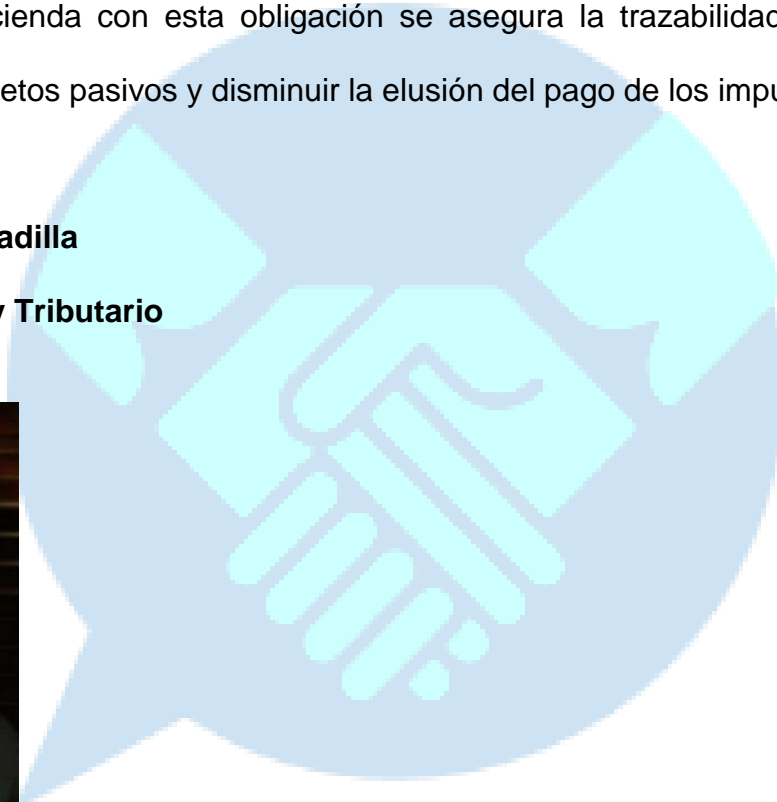 cienda con esta obligación se asegura la trazabilidad
etos pasivos y disminuir la elusión del pago de los impu
adilla
y Tributario